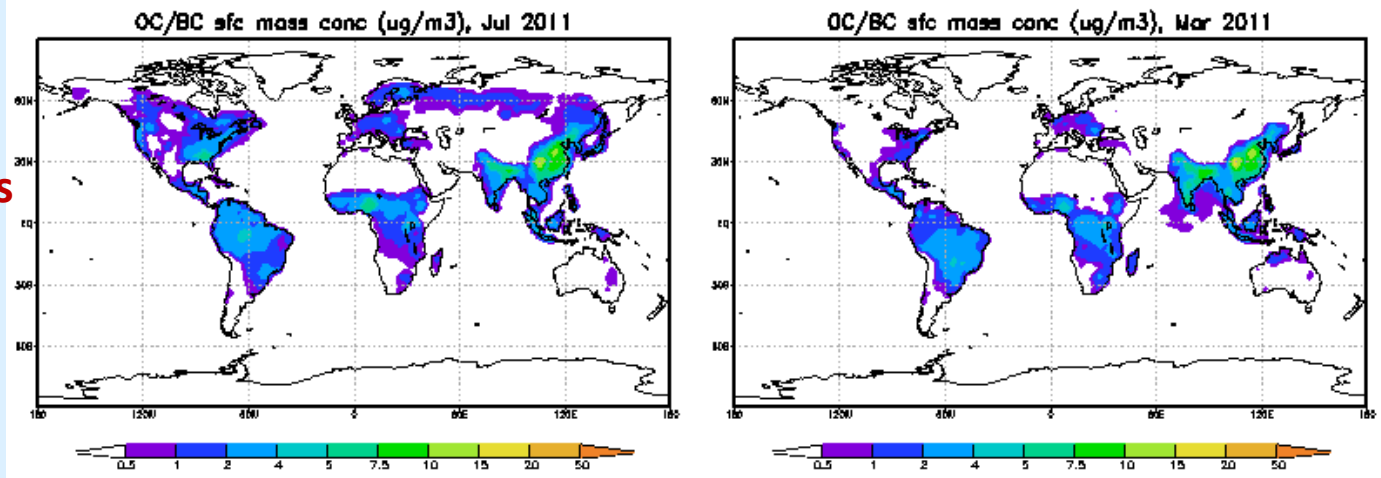 OC/BC sfc mass conc (ug/m3), Jul 2011
60N
30N
EQ
30S
60S
180 120W 60W 0 60E 120E 180
0.5 1 2 4 5 7.5 10 15 20 50
s
OC/BC sfc mass conc (ug/m3), Mar 2011
60N
30N
EQ
30S
60S
180 120W 60W 0 60E 120E 180
0.5 1 2 4 5 7.5 10 15 20 50